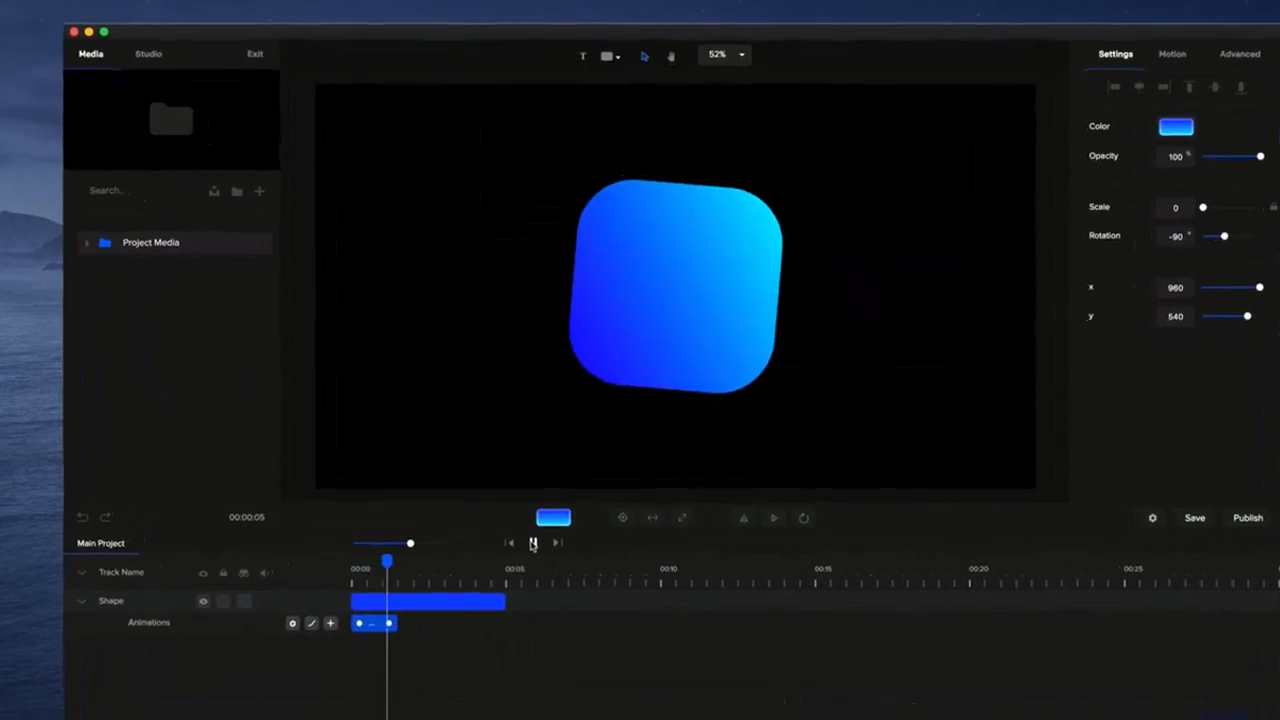 Media Studio Exit
T
52%
Settings Motion Advanced
Color
Opacity 100 %
Search...
Scale 0
Rotation -90 °
Project Media
x 960
y 540
00:00:05
Save Publish
Main Project
Track Name
00:00 00:05 00:10 00:15 00:20 00:25
Shape
Animations